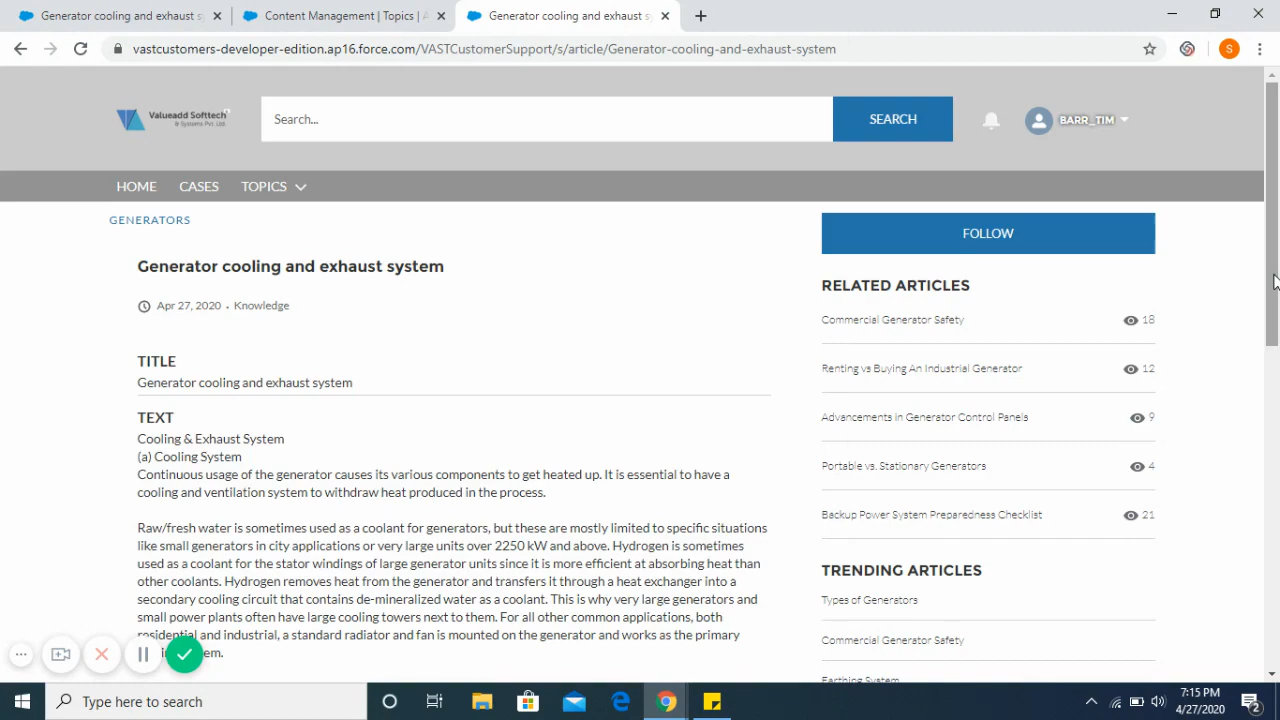 Generator cooling and exhaust sy
Content Management | Topics | A
Generator cooling and exhaust sy
vastcustomers-developer-edition.ap16.force.com/VASTCustomerSupport/s/article/Generator-cooling-and-exhaust-system
S
Valueadd Softtech
& Systems Pvt. Ltd.
Search...
SEARCH
BARR_TIM
HOME
CASES
TOPICS
GENERATORS
FOLLOW
Generator cooling and exhaust system
Apr 27, 2020 • Knowledge
TITLE
Generator cooling and exhaust system
TEXT
Cooling & Exhaust System
(a) Cooling System
Continuous usage of the generator causes its various components to get heated up. It is essential to have a
cooling and ventilation system to withdraw heat produced in the process.
Raw/fresh water is sometimes used as a coolant for generators, but these are mostly limited to specific situations
like small generators in city applications or very large units over 2250 kW and above. Hydrogen is sometimes
used as a coolant for the stator windings of large generator units since it is more efficient at absorbing heat than
other coolants. Hydrogen removes heat from the generator and transfers it through a heat exchanger into a
secondary cooling circuit that contains de-mineralized water as a coolant. This is why very large generators and
small power plants often have large cooling towers next to them. For all other common applications, both
residential and industrial, a standard radiator and fan is mounted on the generator and works as the primary
RELATED ARTICLES
Commercial Generator Safety 18
Renting vs Buying An Industrial Generator 12
Advancements in Generator Control Panels 9
Portable vs. Stationary Generators 4
Backup Power System Preparedness Checklist 21
TRENDING ARTICLES
Types of Generators
Commercial Generator Safety
Earthing System
Type here to search
7:15 PM
4/27/2020
2